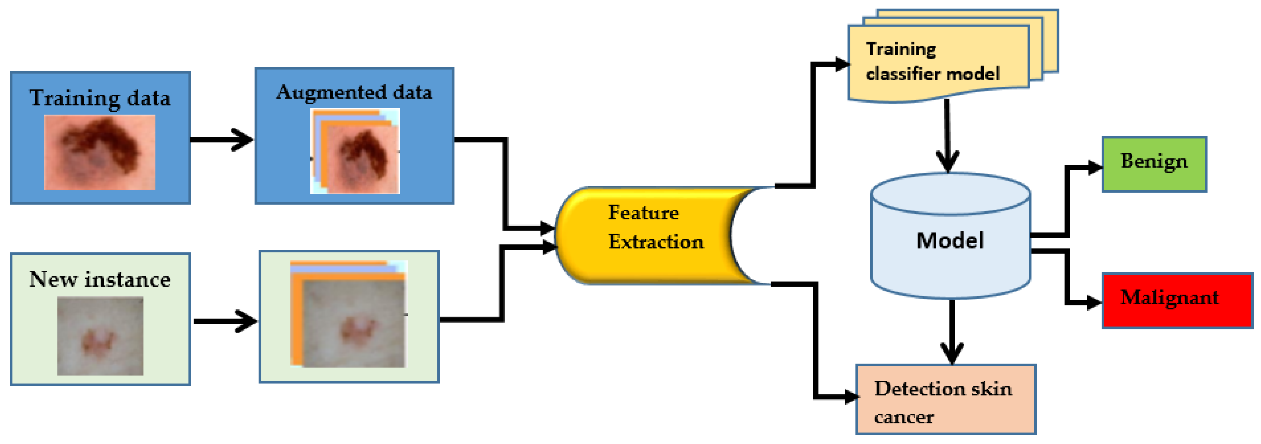 Training data
Augmented data
New instance
Feature
Extraction
Training
classifier model
Model
Benign
Malignant
Detection skin
cancer